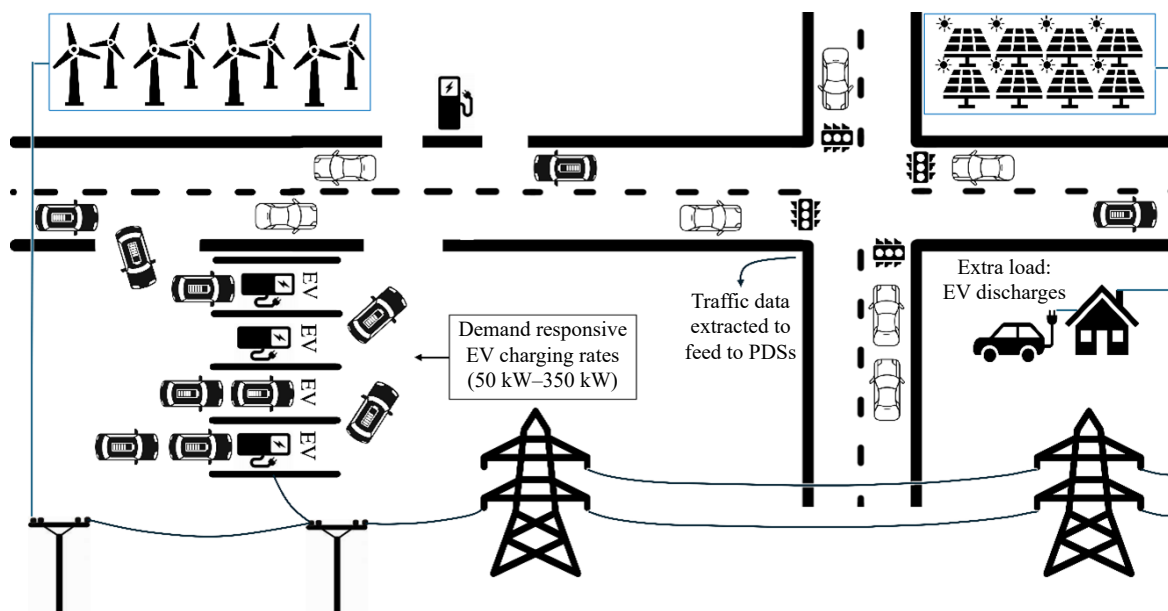 Extra load:
EV discharges
Traffic data
extracted to
feed to PDSs
Demand responsive
EV charging rates
(50 kW–350 kW)
EV
EV
EV
EV